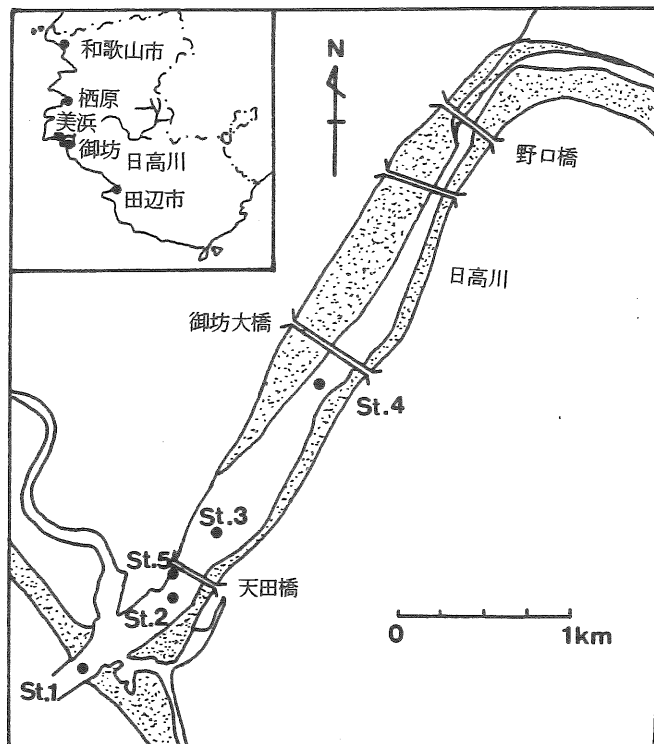 和歌山市
栖原
美浜
御坊
日高川
田辺市
N
野口橋
日高川
御坊大橋
St.4
St.3
St.5
天田橋
St.2
0 1km
St.1